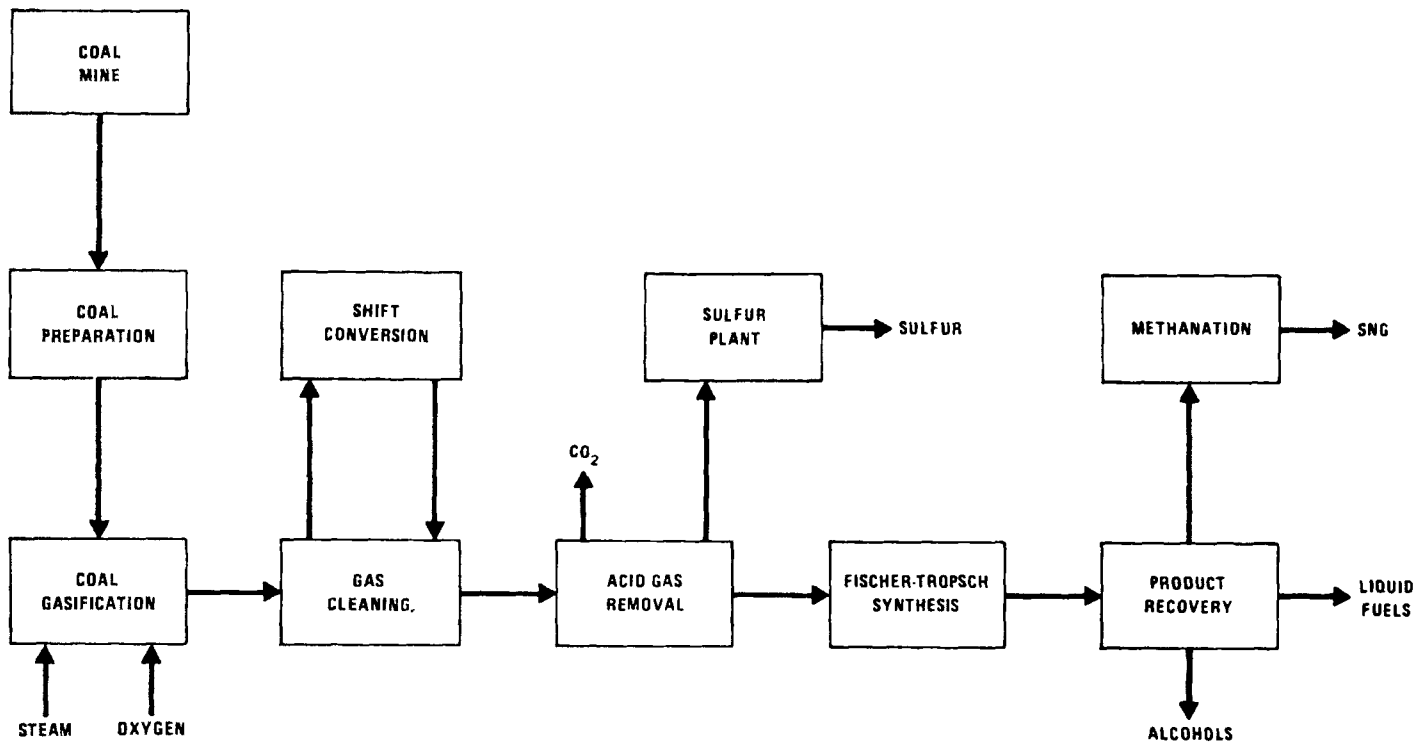 COAL
MINE
COAL
PREPARATION
SHIFT
CONVERSION
SULFUR
PLANT
SULFUR
METHANATION
SNG
CO2
COAL
GASIFICATION
GAS
CLEANING.
ACID GAS
REMOVAL
FISCHER-TROPSCH
SYNTHESIS
PRODUCT
RECOVERY
LIQUID
FUELS
STEAM
OXYGEN
ALCOHOLS